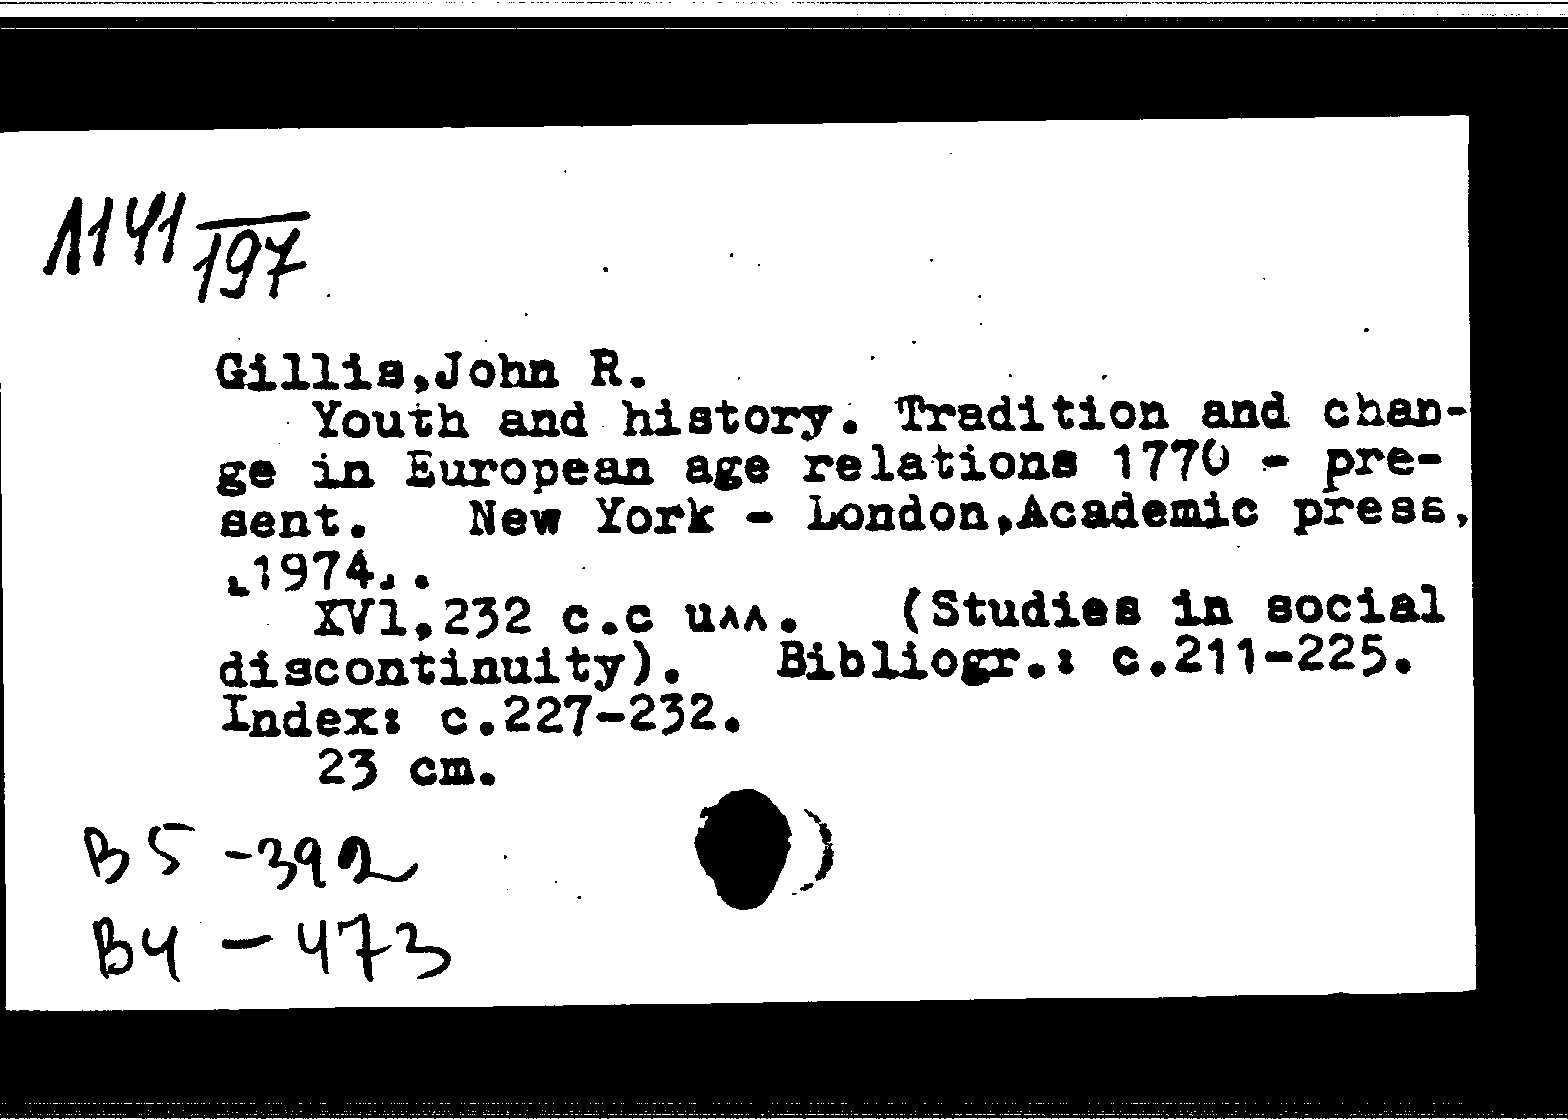 Л141/197
Gillis,John R.
Youth and history. Tradition and chan-
ge in European age relations 1770 - pre-
sent. New York - London,Academic press,
[1974].
XVl,232 c.c илл. (Studies in social
discontinuity). Bibliogr.: c.211-225.
Index: c.227-232.
23 cm.
B5 -392
B4 - 473